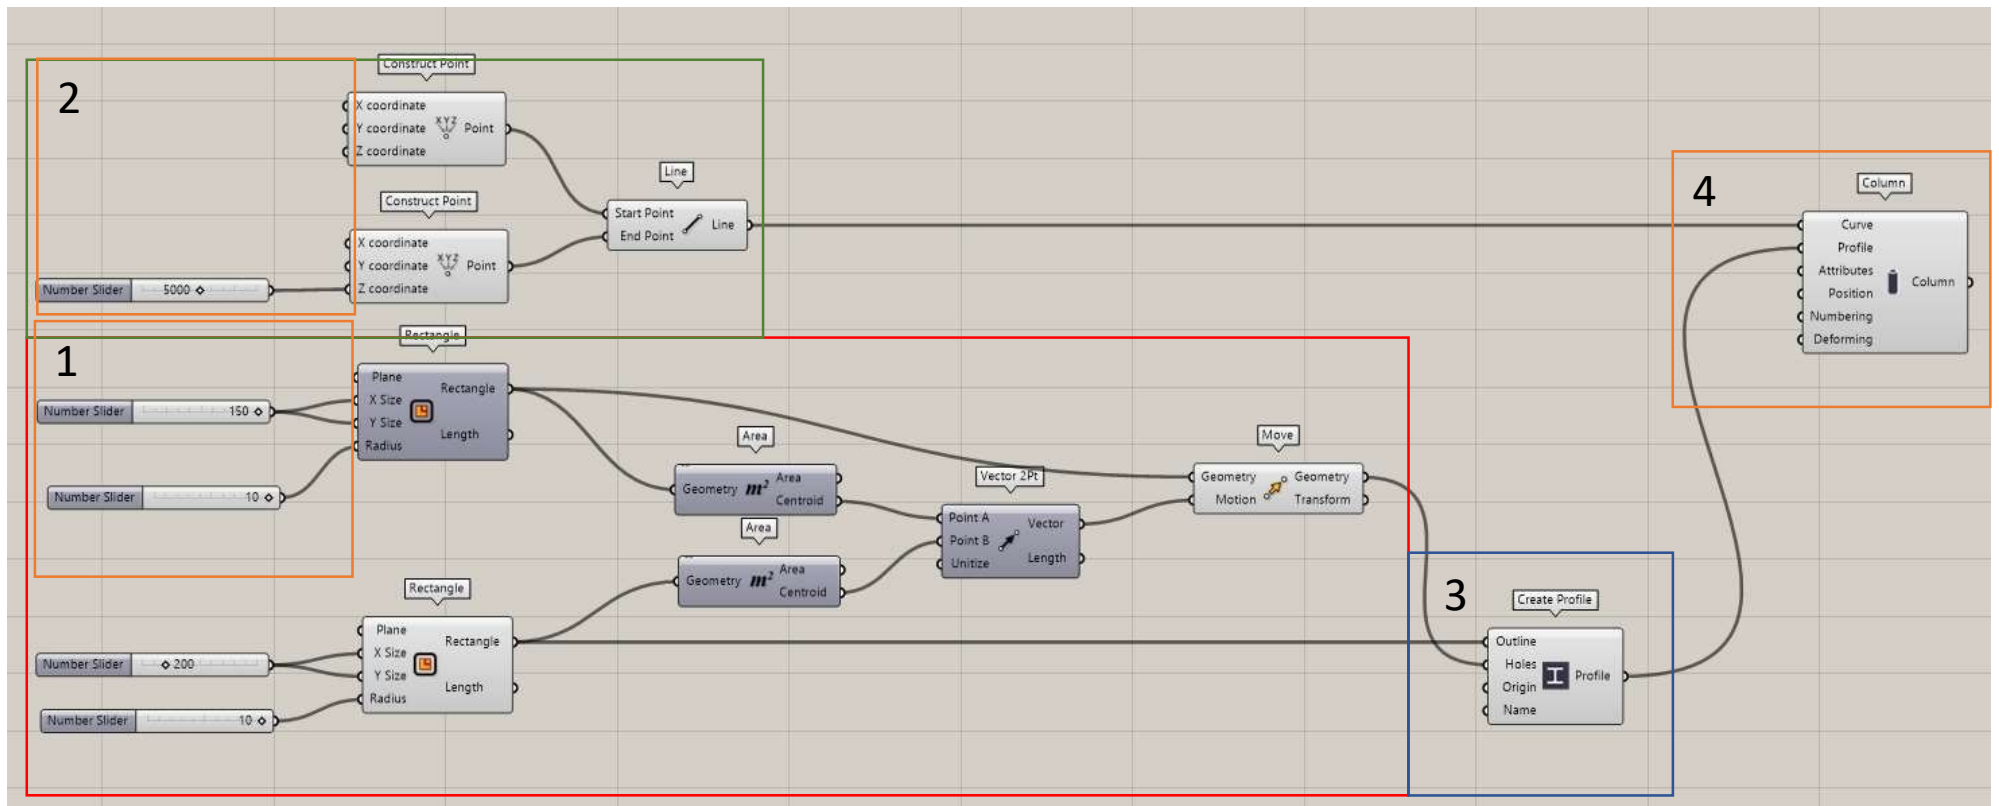 2
Construct Point
X coordinate
Y coordinate
Z coordinate
Point
Construct Point
X coordinate
Y coordinate
Z coordinate
Point
Number Slider 5000
Line
Start Point
End Point
Line
1
Rectangle
Plane
X Size
Y Size
Radius
Rectangle
Length
Number Slider 150
Number Slider 10
Area
Geometry
m²
Area
Centroid
Area
Geometry
m²
Area
Centroid
Rectangle
Plane
X Size
Y Size
Radius
Rectangle
Length
Number Slider 200
Number Slider 10
Vector 2Pt
Point A
Point B
Unitize
Vector
Length
Move
Geometry
Motion
Geometry
Transform
3
Create Profile
Outline
Holes
Origin
Name
Profile
4
Column
Curve
Profile
Attributes
Position
Numbering
Deforming
Column